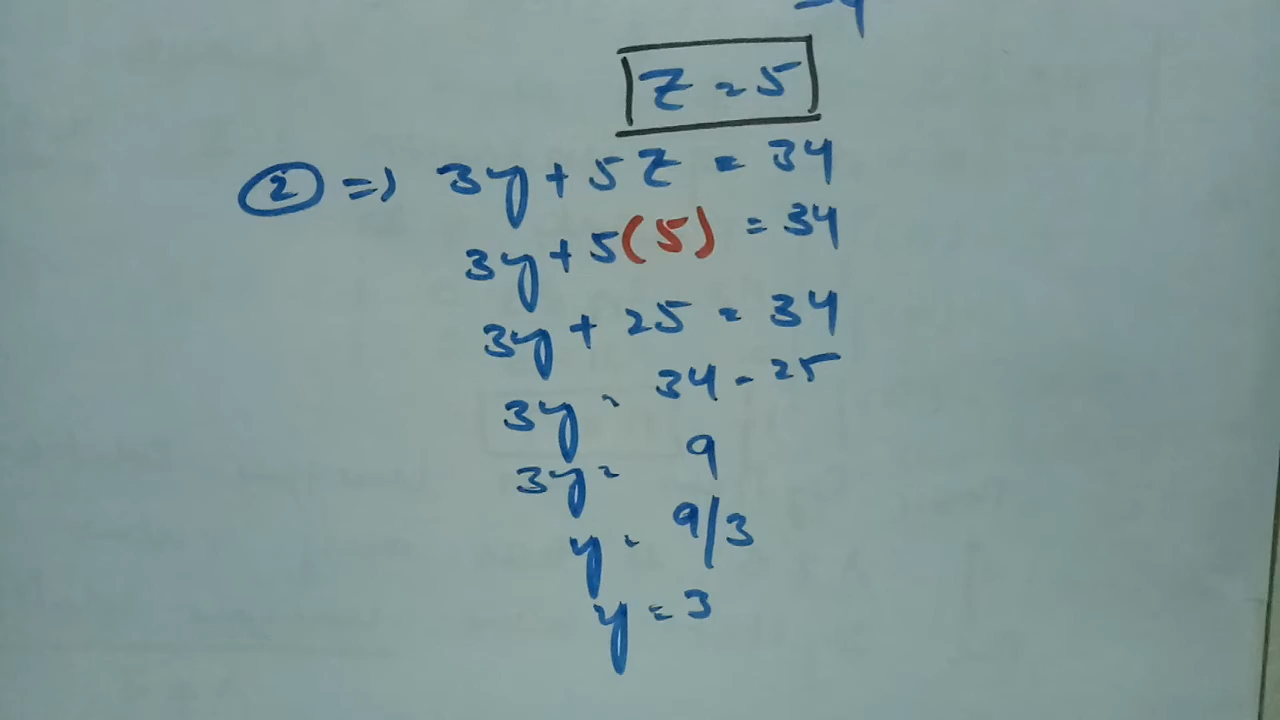 -4
z = 5
② => 3y + 5z = 34
3y + 5(5) = 34
3y + 25 = 34
3y = 34 - 25
3y = 9
y = 9/3
y = 3